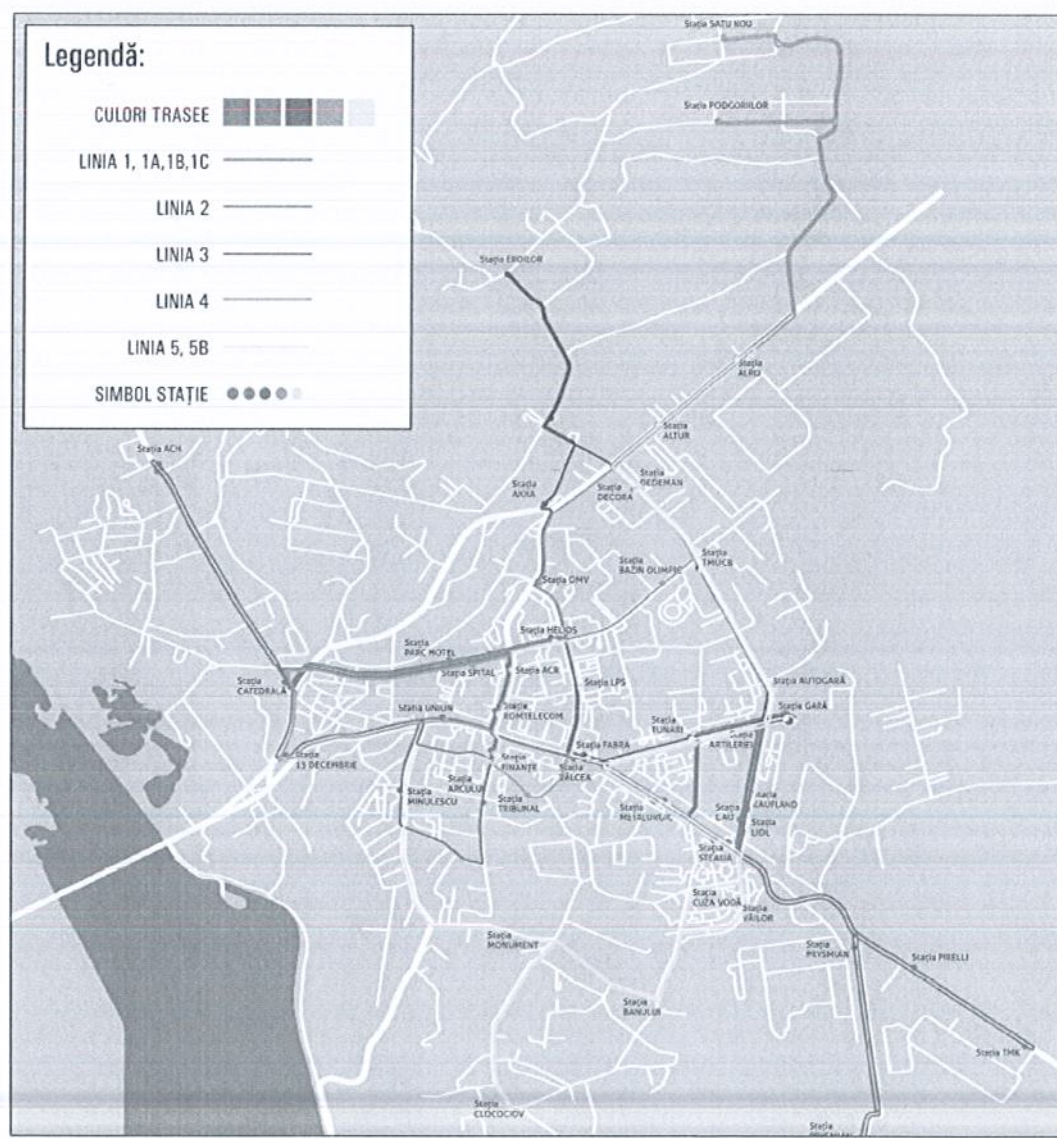 Legendă:
CULORI TRASEE
LINIA 1, 1A,1B,1C
LINIA 2
LINIA 3
LINIA 4
LINIA 5, 5B
SIMBOL STAȚIE
Stația SATU NOU
Stația PODGORIILOR
Stația EROILOR
Stația
ALRO
Stația
ALTUR
Stația ACH
Stația
DEDEMAN
Stația
DECORA
Stația
Stația
TMUCB
Stația
BAZIN OLIMPIC
Stația OMV
Stația HELIOS
Stația
PARC HOTEL
Stația SPITAL
Stația ACR
Stația LPS
Stația
CATEDRALĂ
Stația AUTOGARĂ
Stația GARĂ
Stația UNIUN
Stația
ROMTELECOM
Stația
TUNARI
Stația
ARTILERIEI
Stația
13 DECEMBRIE
Stația FABRA
Stația
FINANȚE
Stația
VÂLCEA
Stația
ARCULUI
Stația
MINULESCU
Stația
TRIBUNAL
Stația
METALURGIC
Stația
Stația
KAUFLAND
Stația
LIDL
Stația
STEAUA
Stația
CUZA VODĂ
Stația
VĂILOR
Stația
MONUMENT
Stația
PRYSMIAN
Stația PIRELLI
Stația
BANULUI
Stația TMK
Stația
CLOCOCIOV
Stația